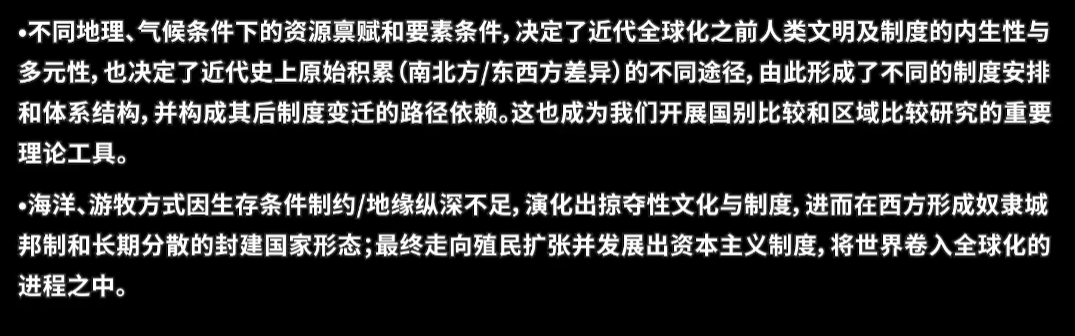 •不同地理、气候条件下的资源禀赋和要素条件，决定了近代全球化之前人类文明及制度的内生性与
多元性，也决定了近代史上原始积累（南北方/东西方差异）的不同途径，由此形成了不同的制度安排
和体系结构，并构成其后制度变迁的路径依赖。这也成为我们开展国别比较和区域比较研究的重要
理论工具。
•海洋、游牧方式因生存条件制约/地缘纵深不足，演化出掠夺性文化与制度，进而在西方形成奴隶城
邦制和长期分散的封建国家形态；最终走向殖民扩张并发展出资本主义制度，将世界卷入全球化的
进程之中。